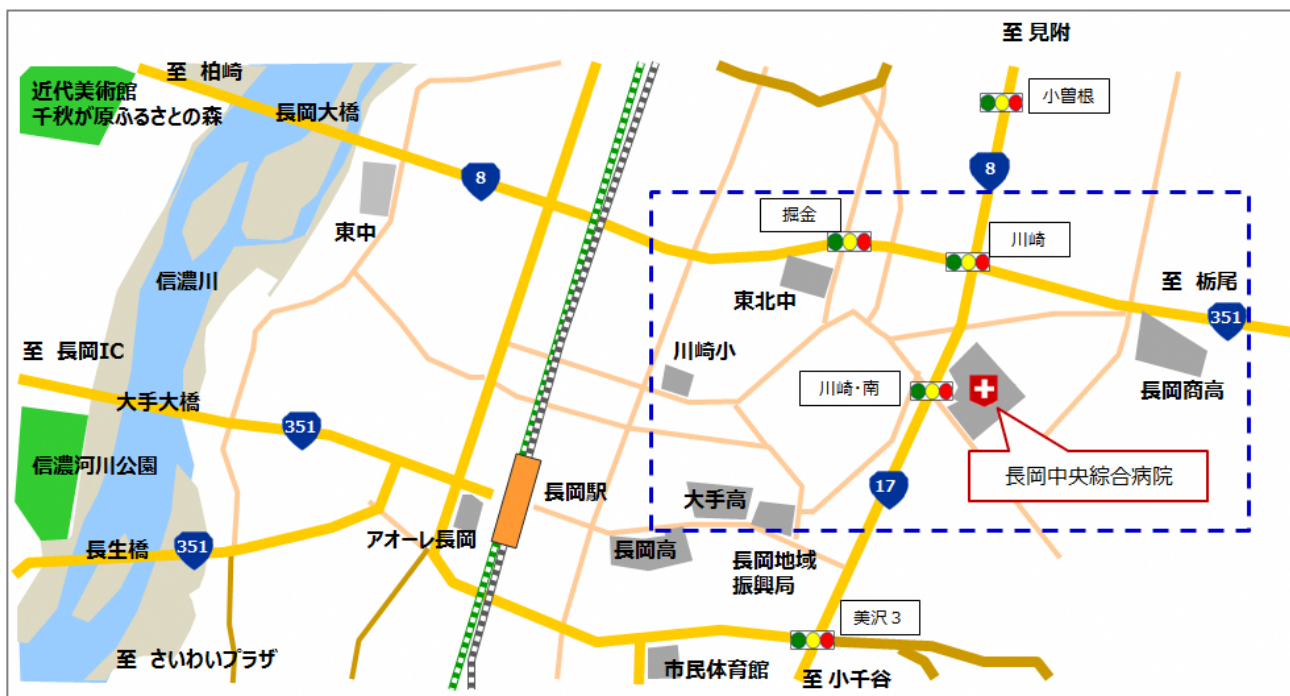 至 見附
至 柏崎
小曽根
近代美術館
千秋が原ふるさとの森
長岡大橋
8
8
掘金
川崎
東中
信濃川
東北中
至 栃尾
351
至 長岡IC
川崎小
川崎・南
長岡商高
大手大橋
351
信濃河川公園
長岡中央綜合病院
17
長岡駅
大手高
アオーレ長岡
長生橋
351
長岡高
長岡地域
振興局
美沢3
至 さいわいプラザ
市民体育館
至 小千谷